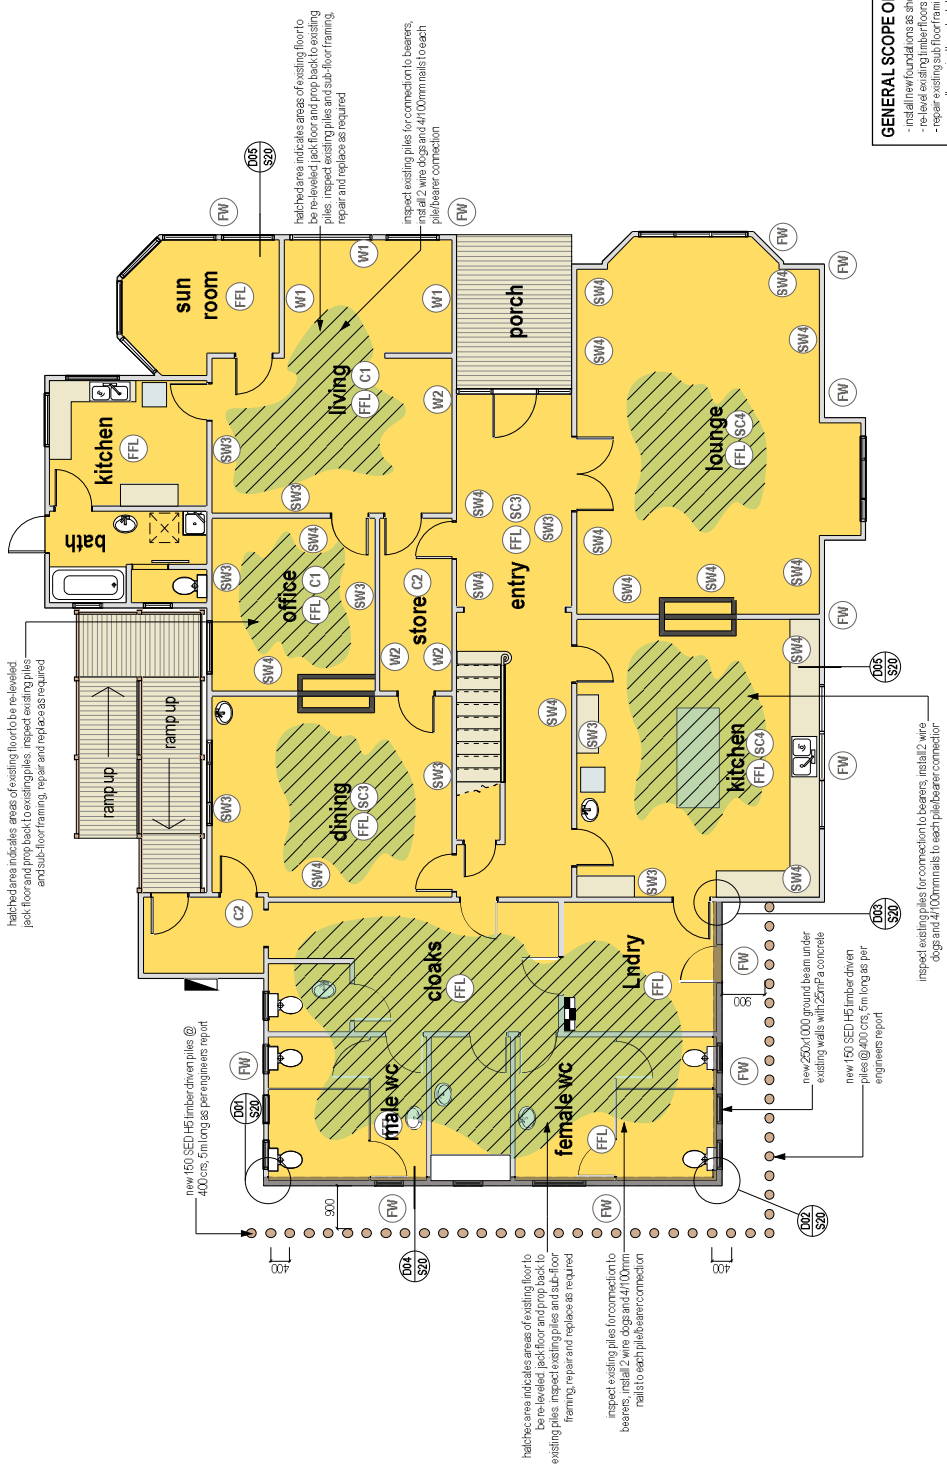 GENERAL SCOPE OF
- install new foundations as sh
- re-level existing timber floors
- repair existing sub floor frami
halched area indicates areas of existing floor to
be re-leveled. jack floor and prop back to existing
piles. inspect existing piles and sub-floor framing,
repair and replace as required
inspect existing piles for connection to bearers,
install 2 wire dogs and 4/100mm nails to each
pile/bearer connection
D05
S20
FW
FW
sun
room
FFL
W1
W1
W1
living
FFL
C1
W2
SW3
SW3
porch
kitchen
FFL
bath
halched area indicates areas of existing floor to be re-leveled.
jack floor and prop back to existing piles. inspect existing piles
and sub-floor framing, repair and replace as required
ramp up
ramp up
office
FFL
C1
SW3
SW4
SW3
SW4
store
C2
W2
W2
entry
FFL
SC3
SW4
SW3
SW4
SW4
lounge
FFL
SC4
SW4
SW4
SW4
SW4
SW4
SW4
SW4
SW4
FW
FW
FW
FW
FW
dining
FFL
SC3
SW3
SW3
SW4
kitchen
FFL
SC4
SW3
SW3
SW4
SW4
D05
S20
inspect existing piles for connection to bearers, install 2 wire
dogs and 4/100mm nails to each pile/bearer connection
C2
cloaks
FFL
Lndry
FFL
FW
D03
S20
900
male wc
FFL
female wc
FFL
FW
FW
FW
FW
D01
S20
D02
S20
D04
S20
new 150 SED H5 timber driven piles @
400 crs, 5m long as per engineers report
900
400
400
new 250x1000 ground beam under
existing walls with 25mPa concrete
new 150 SED H5 timber driven
piles @ 400 crs, 5m long as per
engineers report
halched area indicates areas of existing floor to
be re-leveled. jack floor and prop back to
existing piles. inspect existing piles and sub-floor
framing, repair and replace as required
inspect existing piles for connection to
bearers, install 2 wire dogs and 4/100mm
nails to each pile/bearer connection